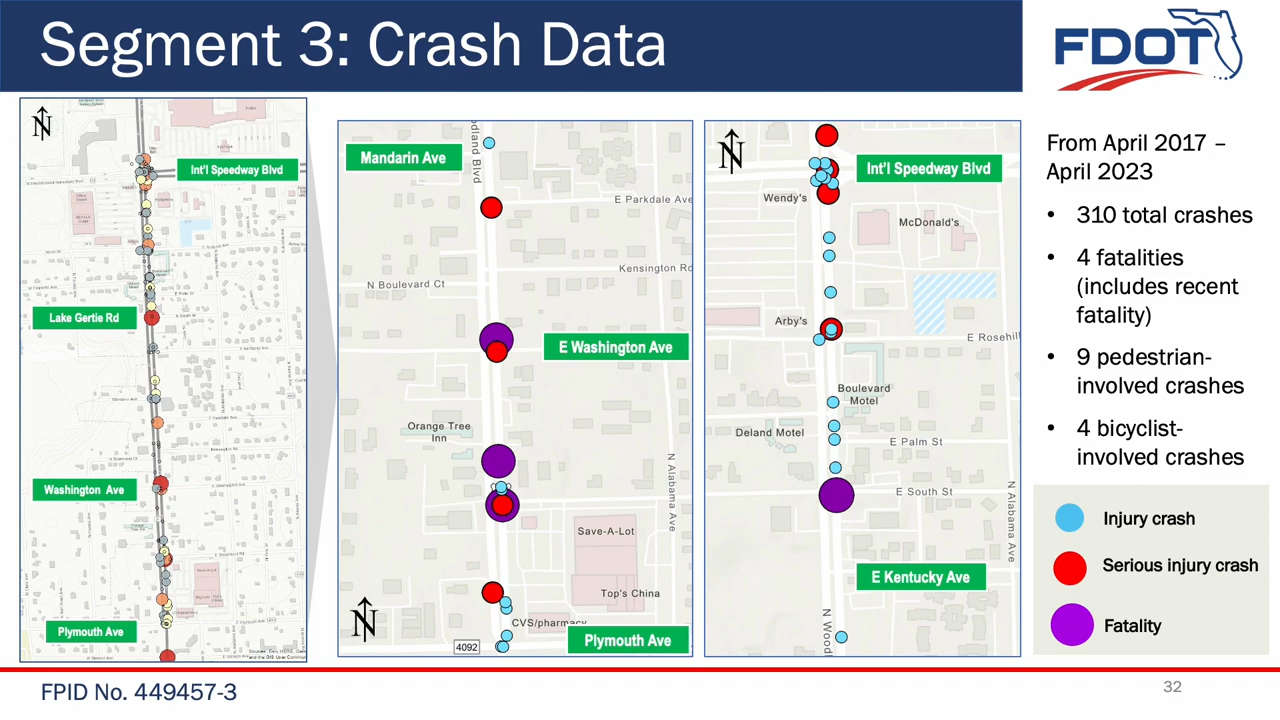 Segment 3: Crash Data
FDOT
N
Int'l Speedway Blvd
Lake Gertie Rd
Washington Ave
Plymouth Ave
Mandarin Ave
dland Blvd
E Parkdale Ave
Kensington Rd
N Boulevard Ct
E Washington Ave
Orange Tree
Inn
N Alabama Ave
Save-A-Lot
Top's China
N
CVS/pharmacy
4092
Plymouth Ave
N
Int'l Speedway Blvd
Wendy's
McDonald's
Arby's
E Rosehill
Boulevard
Motel
Deland Motel
E Palm St
E South St
N Alabama Ave
E Kentucky Ave
N Woodl
From April 2017 –
April 2023
• 310 total crashes
• 4 fatalities
(includes recent
fatality)
• 9 pedestrian-
involved crashes
• 4 bicyclist-
involved crashes
Injury crash
Serious injury crash
Fatality
FPID No. 449457-3
32